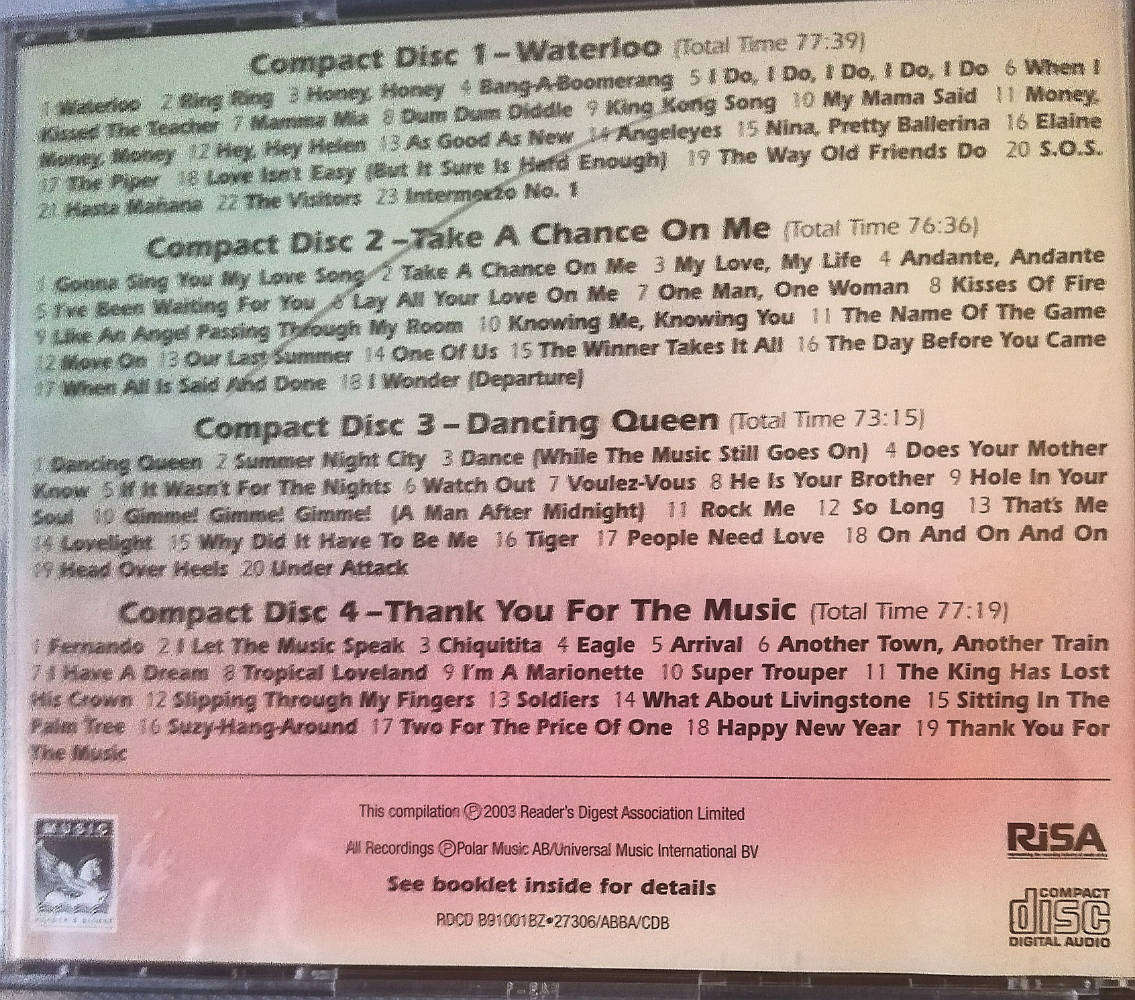 Compact Disc 1 – Waterloo (Total Time 77:39)
1 Waterloo 2 Ring Ring 3 Honey, Honey 4 Bang-A-Boomerang 5 I Do, I Do, I Do, I Do, I Do 6 When I
Kissed The Teacher 7 Mamma Mia 8 Dum Dum Diddle 9 King Kong Song 10 My Mama Said 11 Money,
Money, Money 12 Hey, Hey Helen 13 As Good As New 14 Angeleyes 15 Nina, Pretty Ballerina 16 Elaine
17 The Piper 18 Love Isn't Easy (But It Sure Is Hard Enough) 19 The Way Old Friends Do 20 S.O.S.
21 Hasta Mañana 22 The Visitors 23 Intermezzo No. 1
Compact Disc 2 – Take A Chance On Me (Total Time 76:36)
1 Gonna Sing You My Love Song 2 Take A Chance On Me 3 My Love, My Life 4 Andante, Andante
5 I've Been Waiting For You 6 Lay All Your Love On Me 7 One Man, One Woman 8 Kisses Of Fire
9 Like An Angel Passing Through My Room 10 Knowing Me, Knowing You 11 The Name Of The Game
12 Move On 13 Our Last Summer 14 One Of Us 15 The Winner Takes It All 16 The Day Before You Came
17 When All Is Said And Done 18 I Wonder (Departure)
Compact Disc 3 – Dancing Queen (Total Time 73:15)
1 Dancing Queen 2 Summer Night City 3 Dance (While The Music Still Goes On) 4 Does Your Mother
Know 5 If It Wasn't For The Nights 6 Watch Out 7 Voulez-Vous 8 He Is Your Brother 9 Hole In Your
Soul 10 Gimme! Gimme! Gimme! (A Man After Midnight) 11 Rock Me 12 So Long 13 That's Me
14 Lovelight 15 Why Did It Have To Be Me 16 Tiger 17 People Need Love 18 On And On And On
19 Head Over Heels 20 Under Attack
Compact Disc 4 – Thank You For The Music (Total Time 77:19)
1 Fernando 2 I Let The Music Speak 3 Chiquitita 4 Eagle 5 Arrival 6 Another Town, Another Train
7 I Have A Dream 8 Tropical Loveland 9 I'm A Marionette 10 Super Trouper 11 The King Has Lost
His Crown 12 Slipping Through My Fingers 13 Soldiers 14 What About Livingstone 15 Sitting In The
Palm Tree 16 Suzy-Hang-Around 17 Two For The Price Of One 18 Happy New Year 19 Thank You For
The Music
This compilation ℗ 2003 Reader's Digest Association Limited
All Recordings ℗ Polar Music AB/Universal Music International BV
See booklet inside for details
RDCD B91001BZ•27306/ABBA/CDB
MUSIC
RiSA
COMPACT
disc
DIGITAL AUDIO